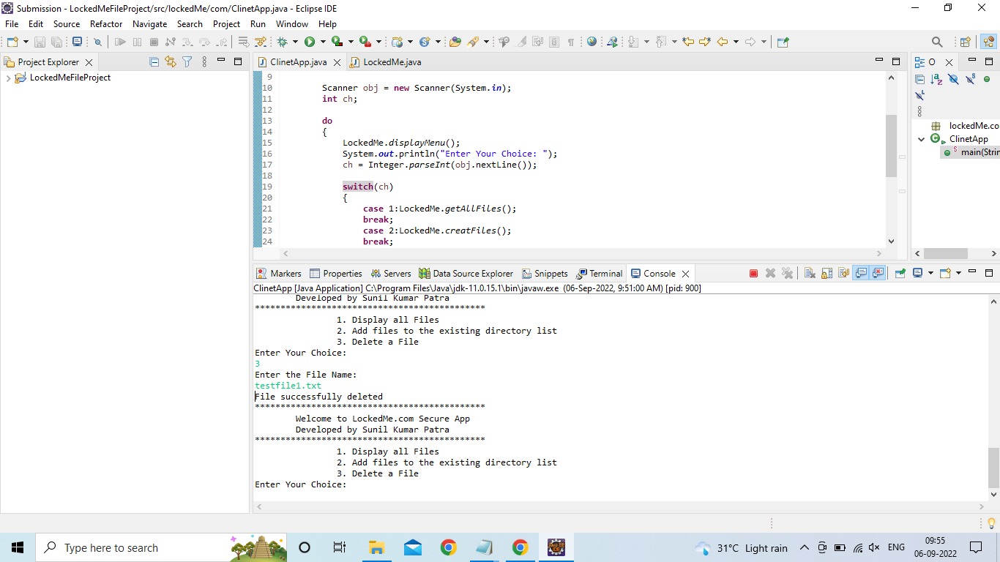 Submission - LockedMeFileProject/src/lockedMe/com/ClinetApp.java - Eclipse IDE
File Edit Source Refactor Navigate Search Project Run Window Help
Project Explorer
LockedMeFileProject
ClinetApp.java LockedMe.java
9
10 Scanner obj = new Scanner(System.in);
11 int ch;
12
13 do
14 {
15 LockedMe.displayMenu();
16 System.out.println("Enter Your Choice: ");
17 ch = Integer.parseInt(obj.nextLine());
18
19 switch(ch)
20 {
21 case 1:LockedMe.getAllFiles();
22 break;
23 case 2:LockedMe.creatFiles();
24 break;
O
lockedMe.co
ClinetApp
main(Strin
Markers Properties Servers Data Source Explorer Snippets Terminal Console
ClinetApp [Java Application] C:\Program Files\Java\jdk-11.0.15.1\bin\javaw.exe (06-Sep-2022, 9:51:00 AM) [pid: 900]
Developed by Sunil Kumar Patra
*********************************************
1. Display all Files
2. Add files to the existing directory list
3. Delete a File
Enter Your Choice:
3
Enter the File Name:
testfile1.txt
File successfully deleted
*********************************************
Welcome to LockedMe.com Secure App
Developed by Sunil Kumar Patra
*********************************************
1. Display all Files
2. Add files to the existing directory list
3. Delete a File
Enter Your Choice:
Type here to search
31°C Light rain
ENG
09:55
06-09-2022